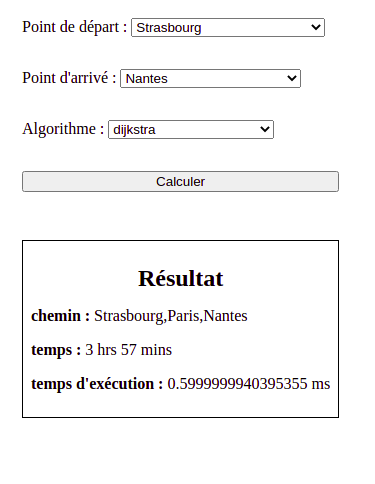 Point de départ : Strasbourg
Point d'arrivé : Nantes
Algorithme : dijkstra
Calculer
Résultat
chemin : Strasbourg,Paris,Nantes
temps : 3 hrs 57 mins
temps d'exécution : 0.5999999940395355 ms